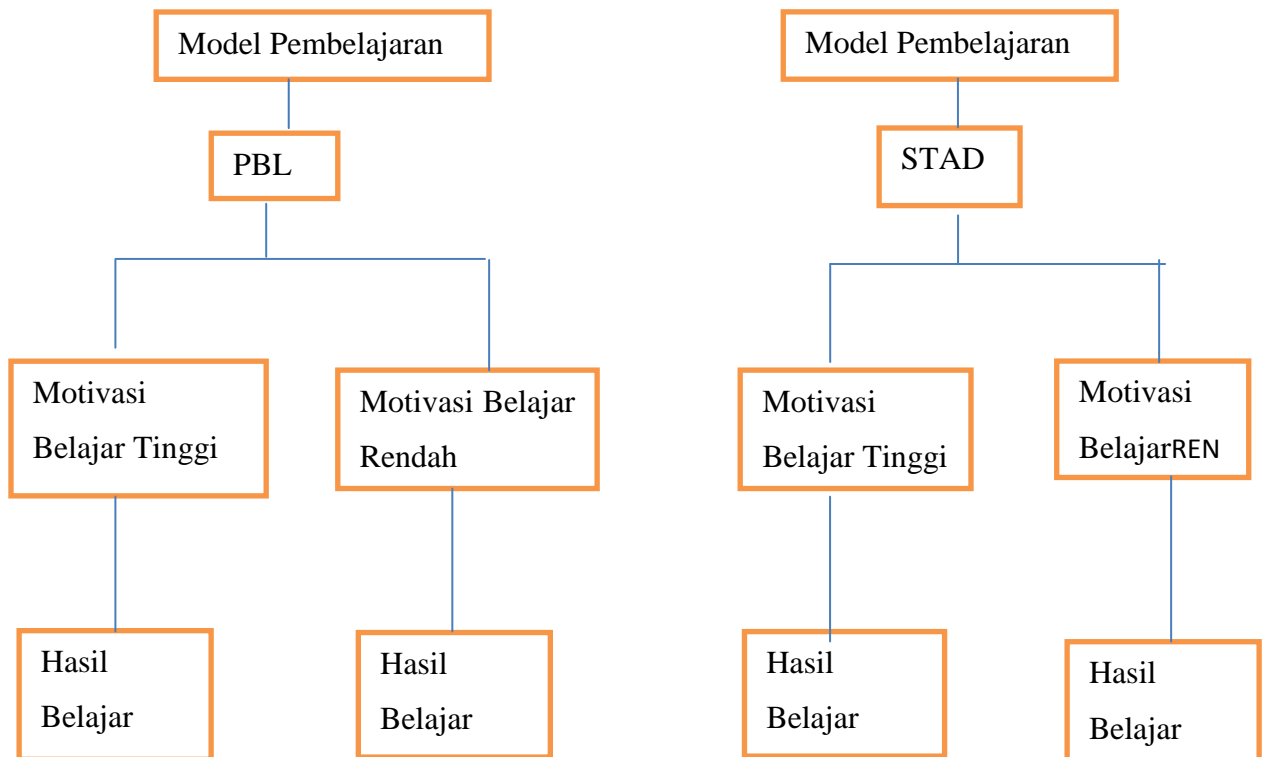 Model Pembelajaran
Model Pembelajaran
PBL
STAD
Motivasi
Belajar Tinggi
Motivasi Belajar
Rendah
Motivasi
Belajar Tinggi
Motivasi
BelajarREN
Hasil
Belajar
Hasil
Belajar
Hasil
Belajar
Hasil
Belajar